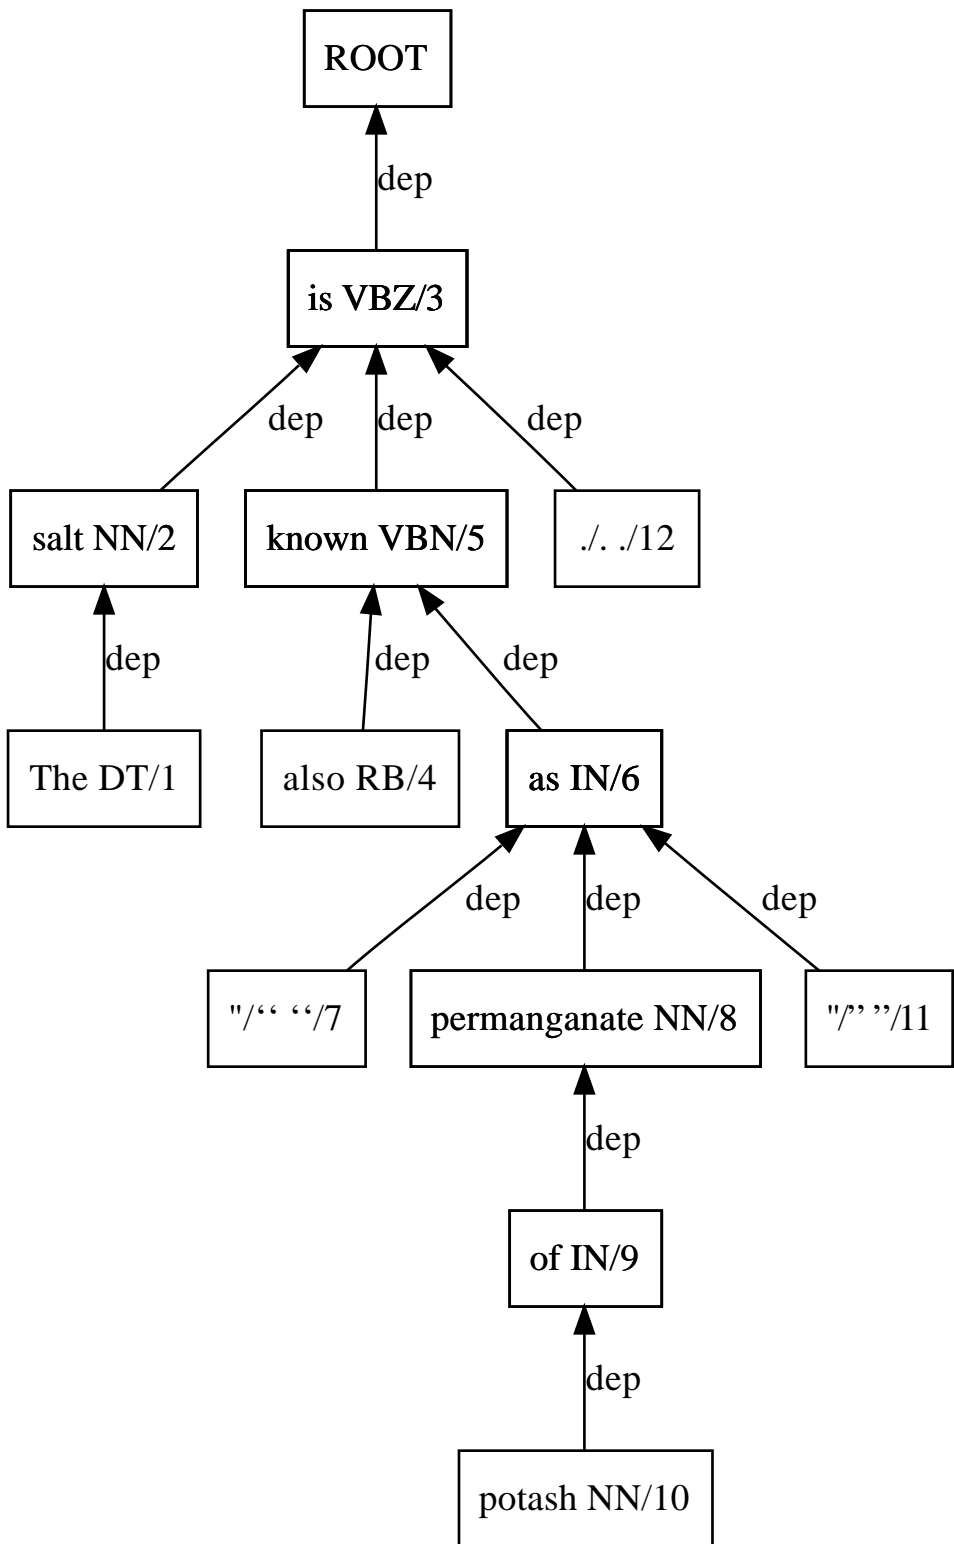 ROOT
dep
is VBZ/3
dep dep dep
salt NN/2 known VBN/5 ./. ./12
dep dep dep
The DT/1 also RB/4 as IN/6
dep dep dep
"/‘‘ ‘‘/7 permanganate NN/8 "/’’ ’’/11
dep
of IN/9
dep
potash NN/10